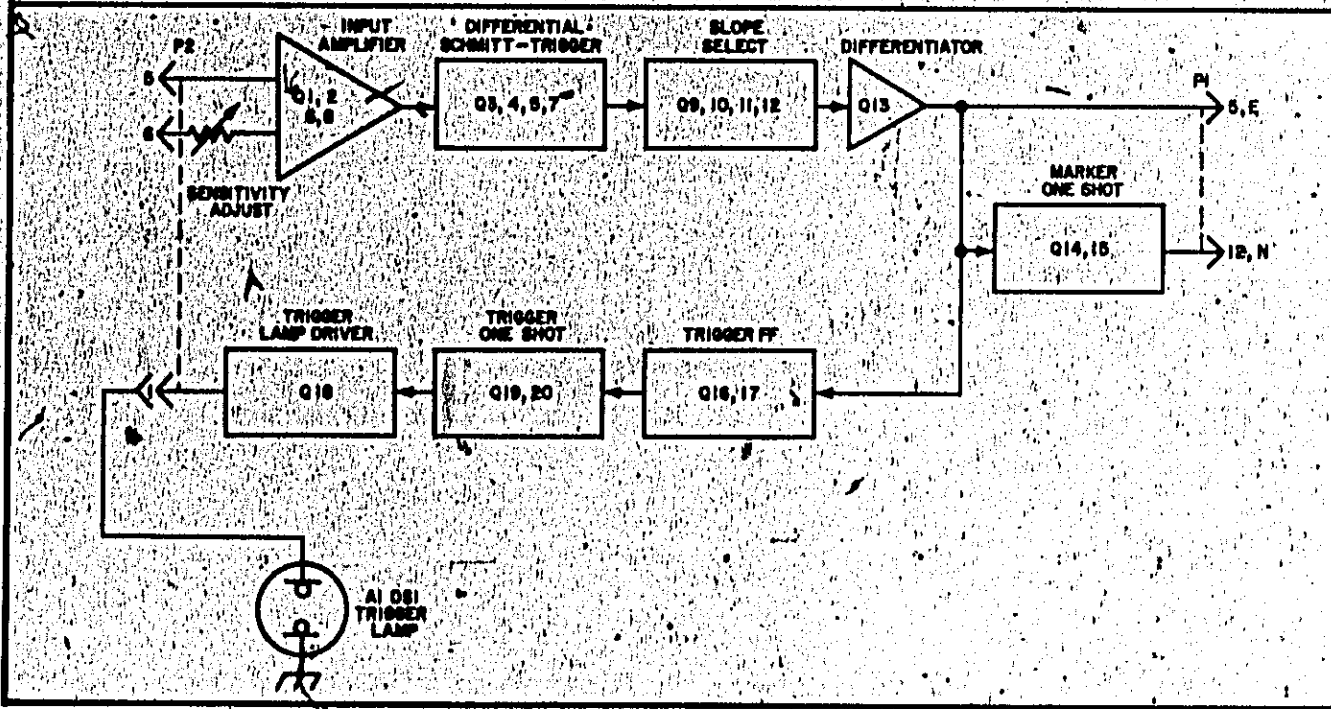 INPUT
AMPLIFIER
DIFFERENTIAL
SCHMITT-TRIGGER
SLOPE
SELECT
DIFFERENTIATOR
P2
P1
5
6
Q1, 2
Q3, 4, 5, 7
Q9, 10, 11, 12
Q13
5, E
SENSITIVITY
ADJUST
MARKER
ONE SHOT
Q14, 15
12, N
TRIGGER
LAMP DRIVER
TRIGGER
ONE SHOT
TRIGGER FF
Q18
Q19, 20
Q16, 17
A1 DS1
TRIGGER
LAMP